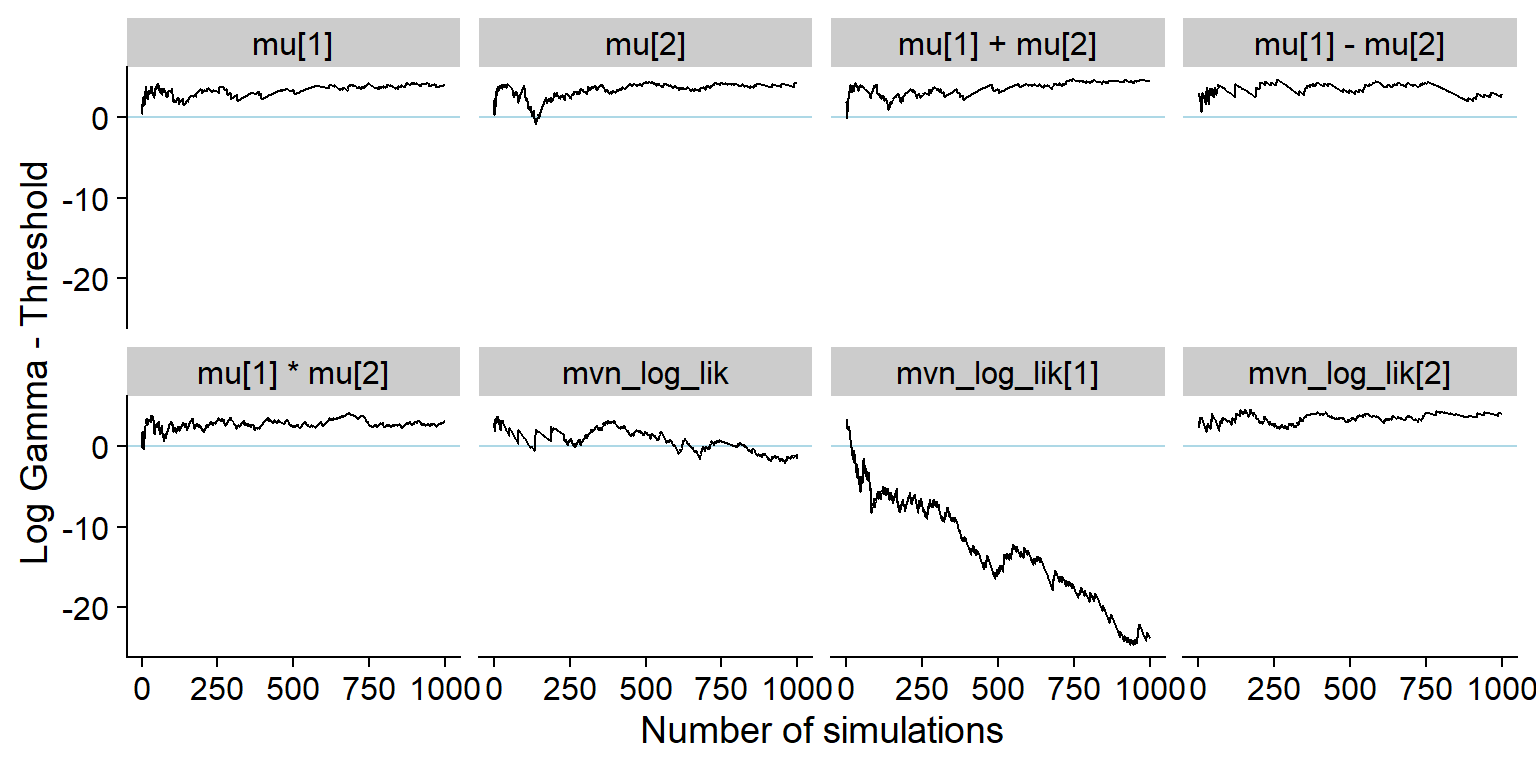 mu[1]
mu[2]
mu[1] + mu[2]
mu[1] - mu[2]
0
-10
-20
mu[1] * mu[2]
mvn_log_lik
mvn_log_lik[1]
mvn_log_lik[2]
0
-10
-20
0 250 500 750 1000
0 250 500 750 1000
0 250 500 750 1000
0 250 500 750 1000
Number of simulations
Log Gamma - Threshold